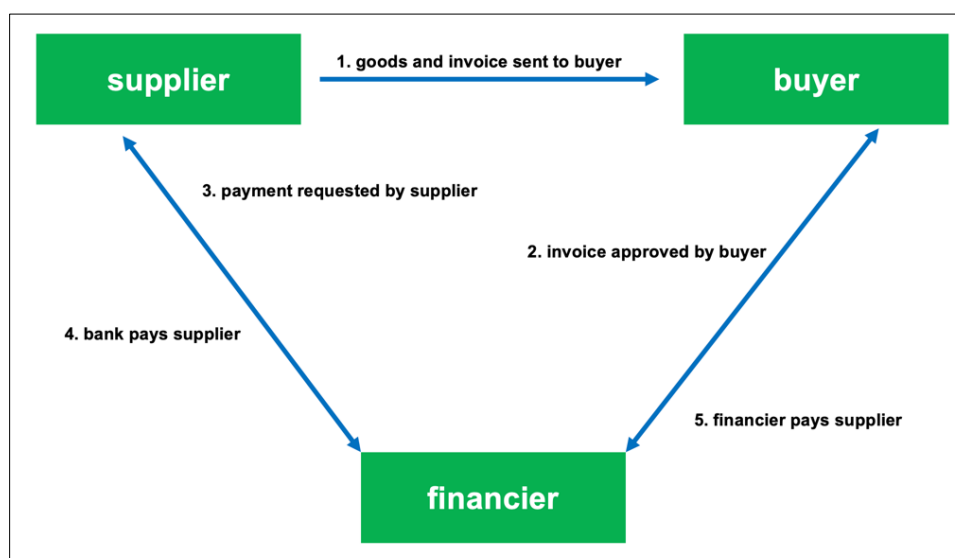 supplier
1. goods and invoice sent to buyer
buyer
3. payment requested by supplier
2. invoice approved by buyer
4. bank pays supplier
5. financier pays supplier
financier